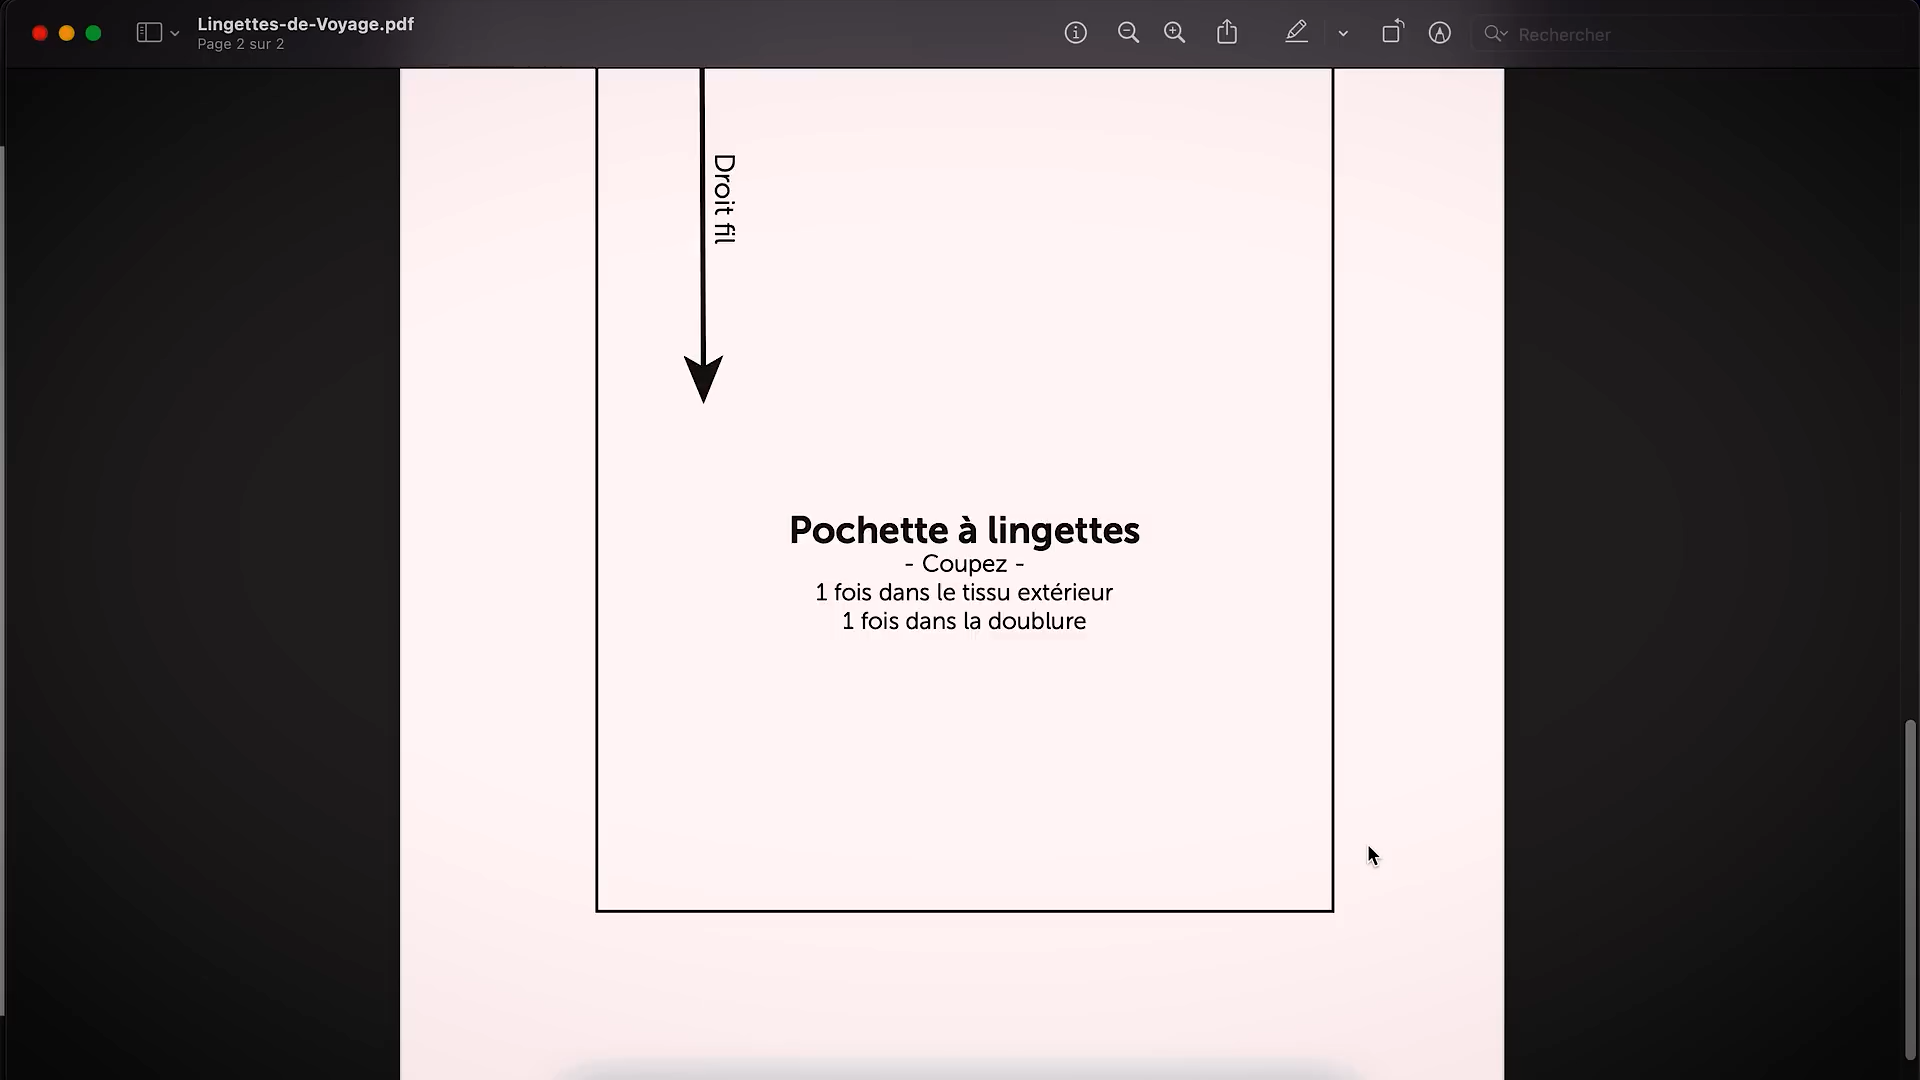 Lingettes-de-Voyage.pdf
Page 2 sur 2
Rechercher
Droit fil
Pochette à lingettes
- Coupez -
1 fois dans le tissu extérieur
1 fois dans la doublure